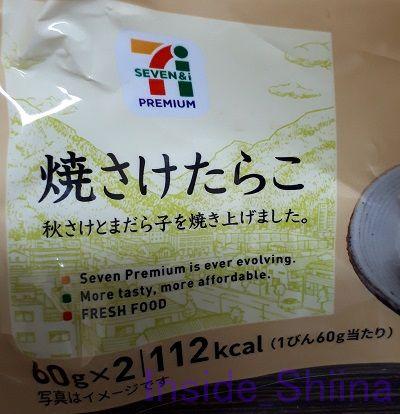 SEVEN&i
PREMIUM
焼さけたらこ
秋さけとまだら子を焼き上げました。
Seven Premium is ever evolving.
More tasty, more affordable.
FRESH FOOD
60g×2 112kcal (1びん60g当たり)
写真はイメージです
Inside Shiina